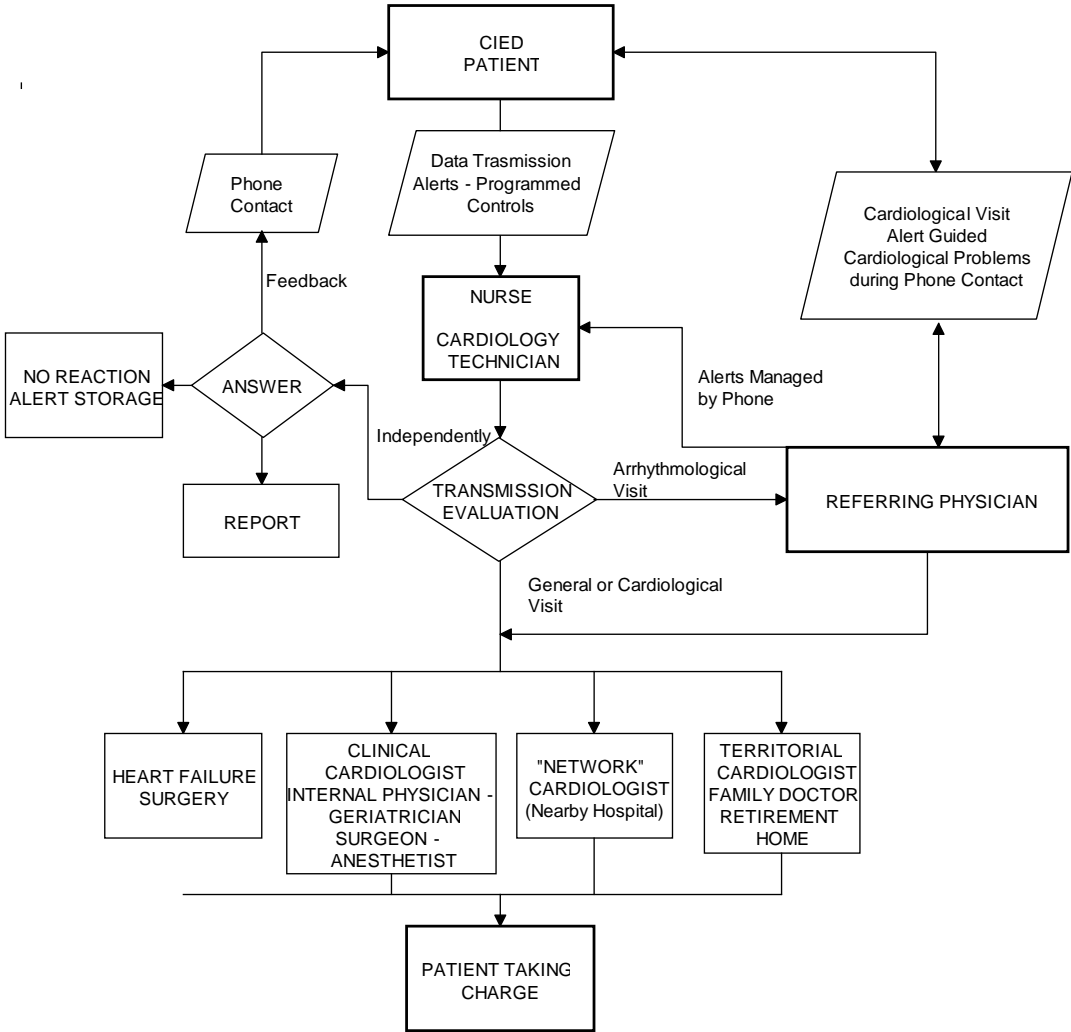 CIED
PATIENT
Data Trasmission
Alerts - Programmed
Controls
Phone
Contact
Cardiological Visit
Alert Guided
Cardiological Problems
during Phone Contact
Feedback
NURSE
CARDIOLOGY
TECHNICIAN
NO REACTION
ALERT STORAGE
ANSWER
Alerts Managed
by Phone
Independently
TRANSMISSION
EVALUATION
Arrhythmological
Visit
REFERRING PHYSICIAN
REPORT
General or Cardiological
Visit
HEART FAILURE
SURGERY
CLINICAL
CARDIOLOGIST
INTERNAL PHYSICIAN -
GERIATRICIAN
SURGEON -
ANESTHETIST
"NETWORK"
CARDIOLOGIST
(Nearby Hospital)
TERRITORIAL
CARDIOLOGIST
FAMILY DOCTOR
RETIREMENT
HOME
PATIENT TAKING
CHARGE